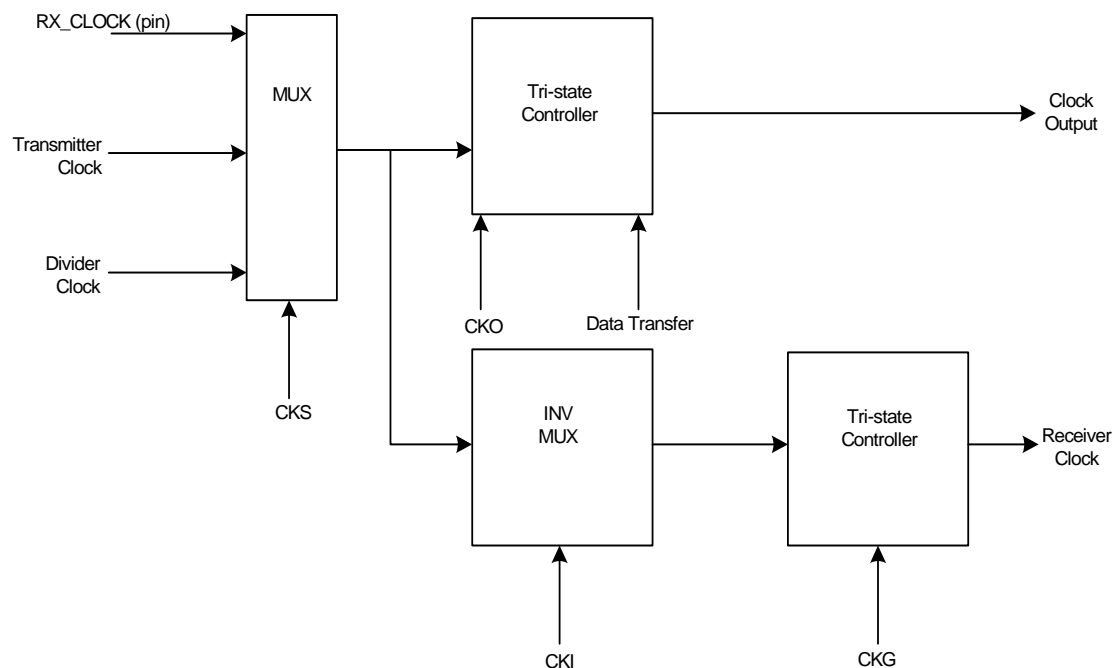 RX_CLOCK (pin)
MUX
Tri-state
Controller
Clock
Output
Transmitter
Clock
Divider
Clock
CKO
Data Transfer
CKS
INV
MUX
Tri-state
Controller
Receiver
Clock
CKI
CKG